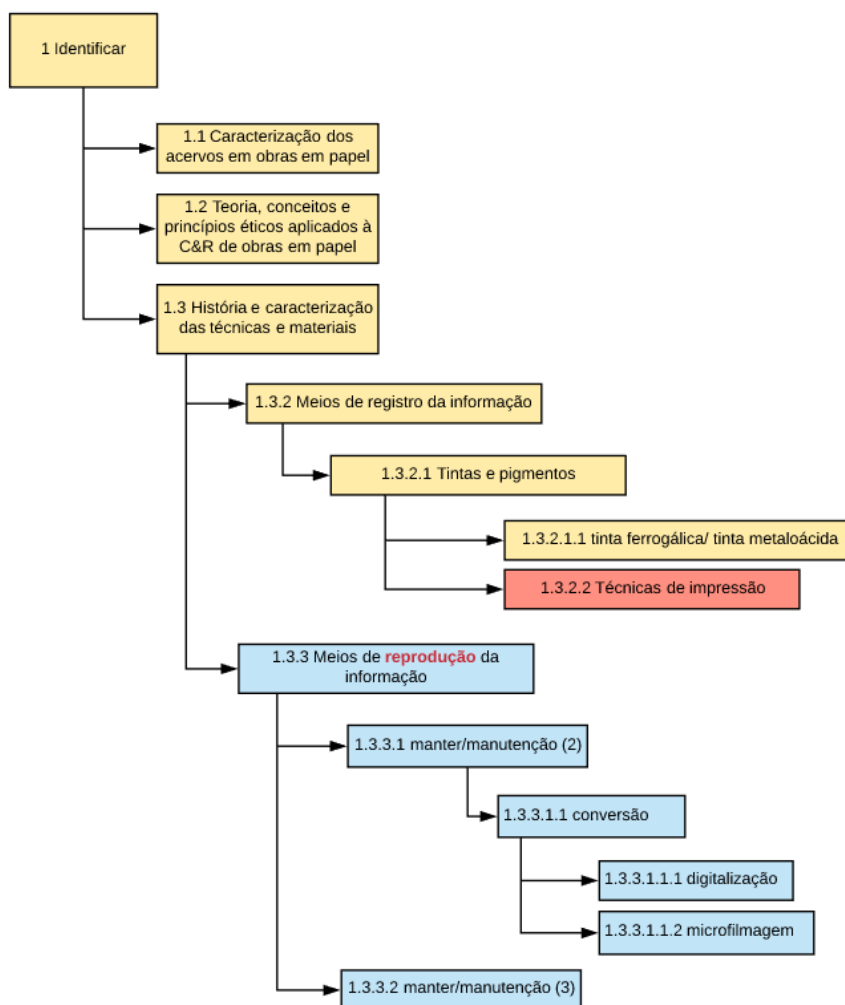 1 Identificar
1.1 Caracterização dos
acervos em obras em papel
1.2 Teoria, conceitos e
princípios éticos aplicados à
C&R de obras em papel
1.3 História e caracterização
das técnicas e materiais
1.3.2 Meios de registro da informação
1.3.2.1 Tintas e pigmentos
1.3.2.1.1 tinta ferrogálica/ tinta metaloácida
1.3.2.2 Técnicas de impressão
1.3.3 Meios de reprodução da
informação
1.3.3.1 manter/manutenção (2)
1.3.3.1.1 conversão
1.3.3.1.1.1 digitalização
1.3.3.1.1.2 microfilmagem
1.3.3.2 manter/manutenção (3)